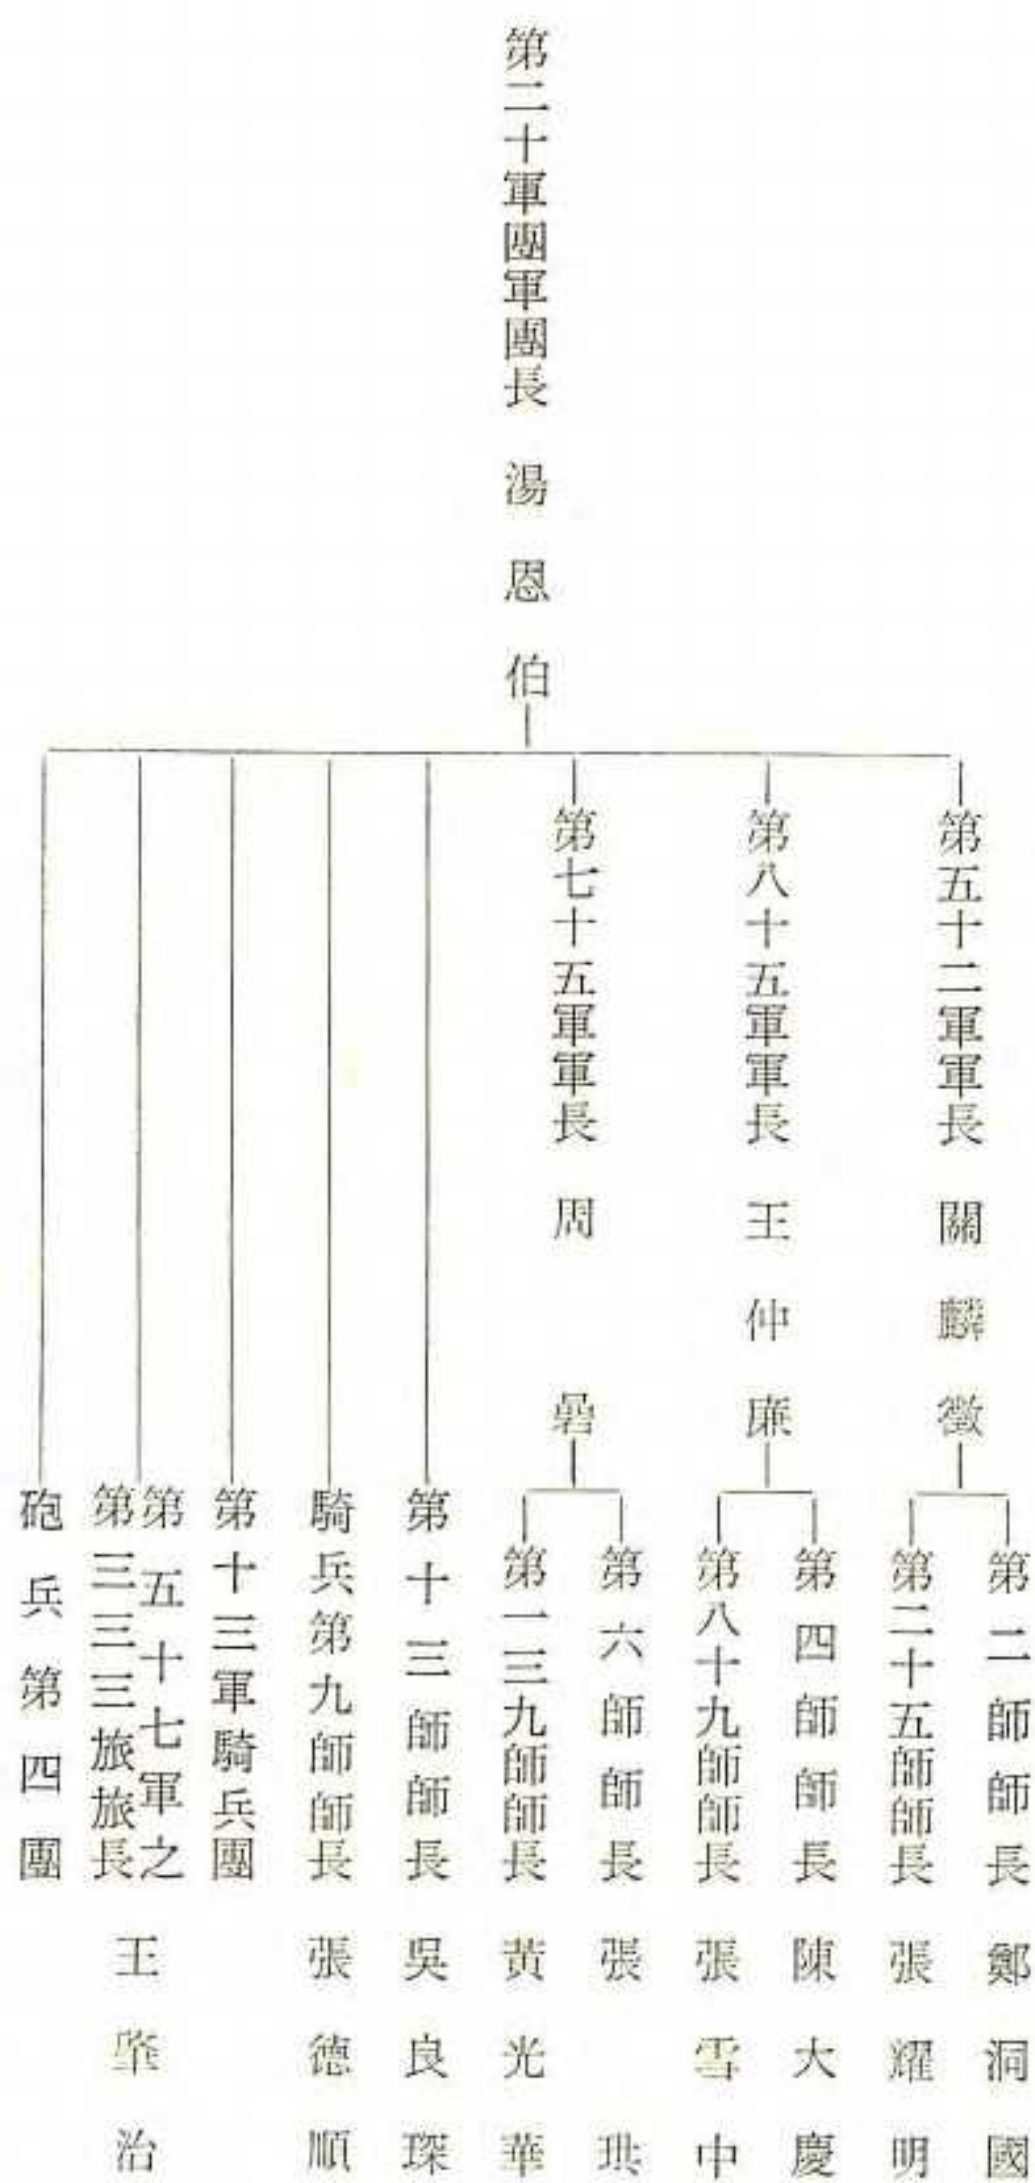 第二十軍團軍團長 湯恩伯
第五十二軍軍長 關麟徵
第二師師長 鄭洞國
第二十五師師長 張耀明
第八十五軍軍長 王仲廉
第四師師長 陳大慶
第八十九師師長 張雪中
第七十五軍軍長 周碞
第六師師長 張珙
第一三九師師長 黃光華
第十三師師長 吳良琛
騎兵第九師師長 張德順
第十三軍騎兵團
第五十七軍之
第三三三旅旅長 王肇治
砲兵第四團